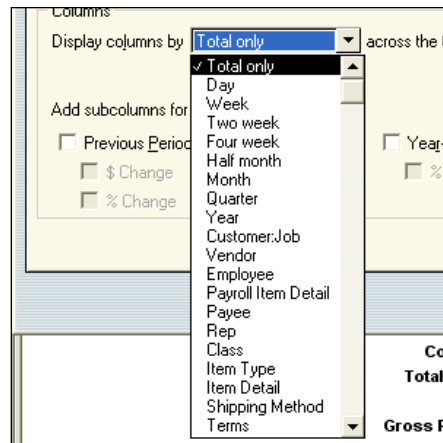 Columns
Display columns by Total only across the
✓ Total only
Day
Week
Add subcolumns for
Two week
Previous Period
Four week
Year-
Half month
$ Change
%
Month
Quarter
% Change
Year
Customer:Job
Vendor
Employee
Payroll Item Detail
Payee
Rep
Class
Co
Item Type
Total
Item Detail
Shipping Method
Terms
Gross P